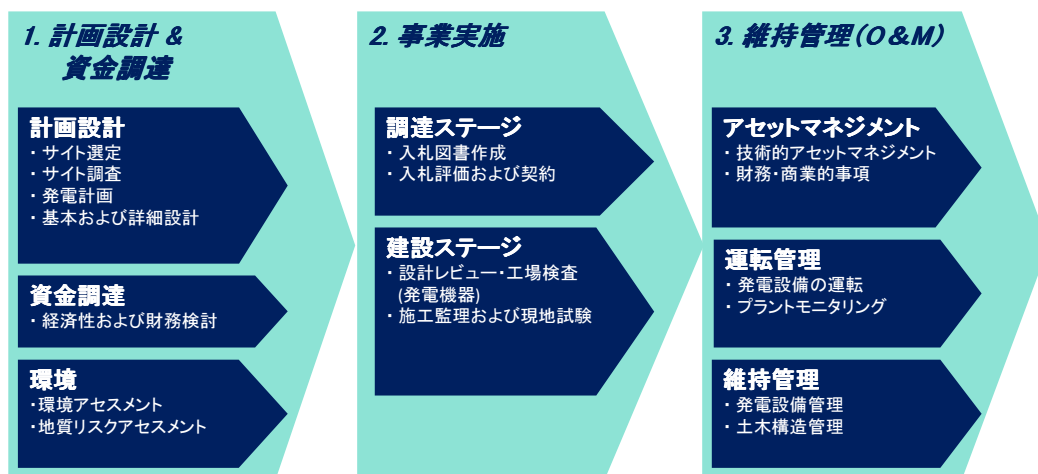 1. 計画設計 &
資金調達
計画設計
・ サイト選定
・ サイト調査
・ 発電計画
・ 基本および詳細設計
資金調達
・ 経済性および財務検討
環境
・環境アセスメント
・地質リスクアセスメント
2. 事業実施
調達ステージ
・ 入札図書作成
・ 入札評価および契約
建設ステージ
・ 設計レビュー・工場検査
(発電機器)
・ 施工監理および現地試験
3. 維持管理(O&M)
アセットマネジメント
・ 技術的アセットマネジメント
・ 財務・商業的事項
運転管理
・ 発電設備の運転
・ プラントモニタリング
維持管理
・ 発電設備管理
・ 土木構造管理